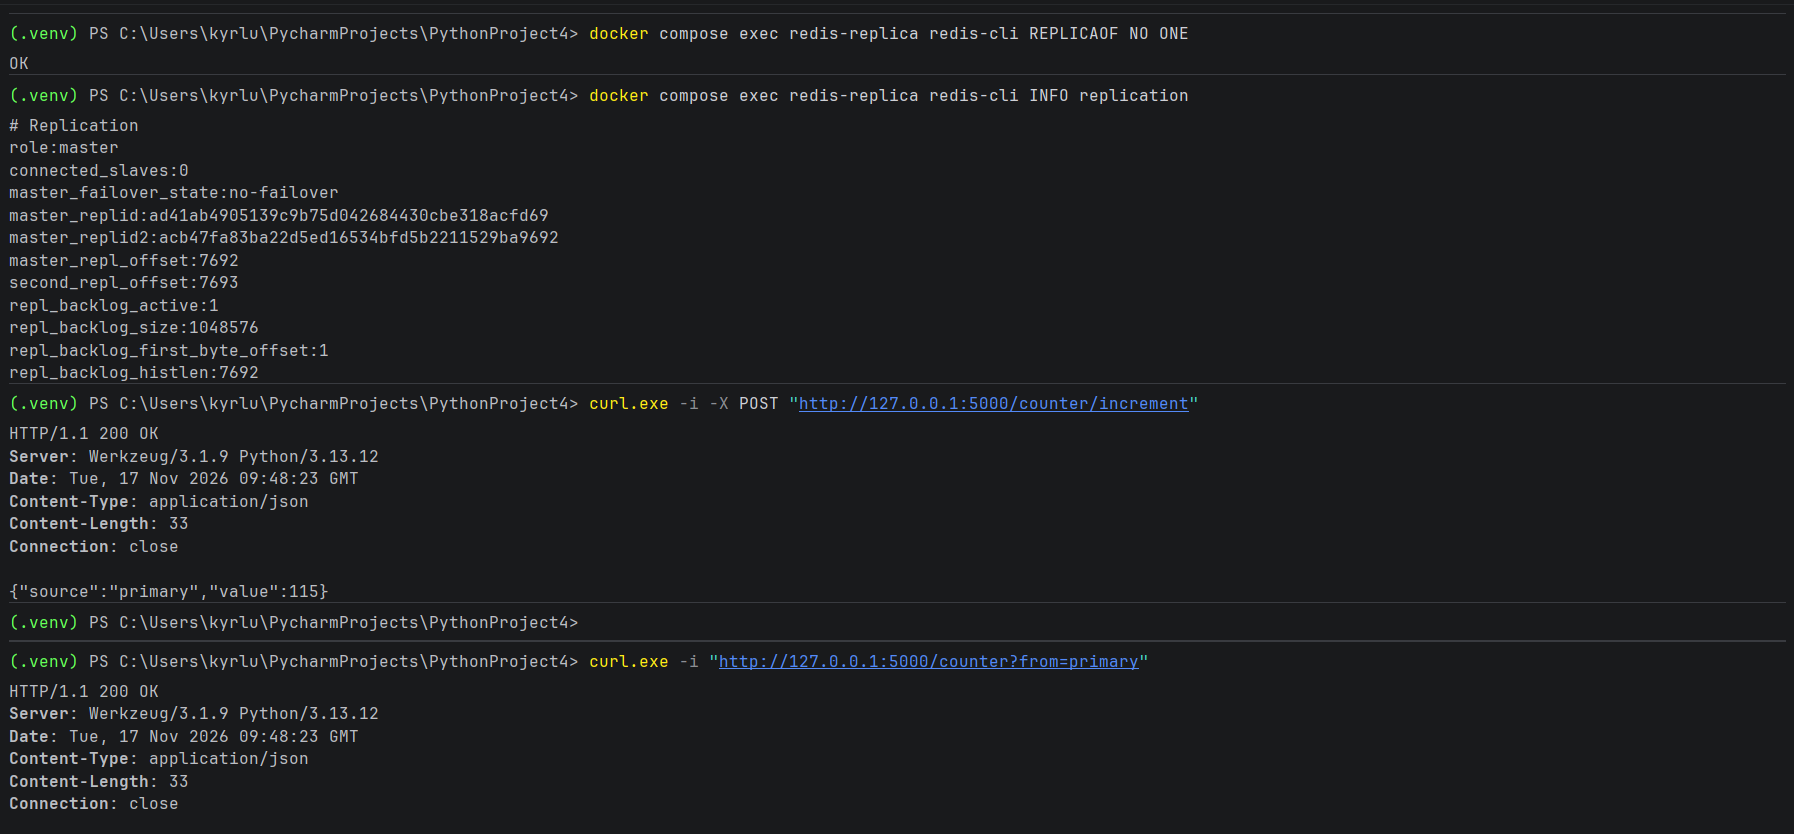 (.venv) PS C:\Users\kyrlu\PycharmProjects\PythonProject4> docker compose exec redis-replica redis-cli REPLICAOF NO ONE
OK
(.venv) PS C:\Users\kyrlu\PycharmProjects\PythonProject4> docker compose exec redis-replica redis-cli INFO replication
# Replication
role:master
connected_slaves:0
master_failover_state:no-failover
master_replid:ad41ab4905139c9b75d042684430cbe318acfd69
master_replid2:acb47fa83ba22d5ed16534bfd5b2211529ba9692
master_repl_offset:7692
second_repl_offset:7693
repl_backlog_active:1
repl_backlog_size:1048576
repl_backlog_first_byte_offset:1
repl_backlog_histlen:7692
(.venv) PS C:\Users\kyrlu\PycharmProjects\PythonProject4> curl.exe -i -X POST "http://127.0.0.1:5000/counter/increment"
HTTP/1.1 200 OK
Server: Werkzeug/3.1.9 Python/3.13.12
Date: Tue, 17 Nov 2026 09:48:23 GMT
Content-Type: application/json
Content-Length: 33
Connection: close
{"source":"primary","value":115}
(.venv) PS C:\Users\kyrlu\PycharmProjects\PythonProject4>
(.venv) PS C:\Users\kyrlu\PycharmProjects\PythonProject4> curl.exe -i "http://127.0.0.1:5000/counter?from=primary"
HTTP/1.1 200 OK
Server: Werkzeug/3.1.9 Python/3.13.12
Date: Tue, 17 Nov 2026 09:48:23 GMT
Content-Type: application/json
Content-Length: 33
Connection: close